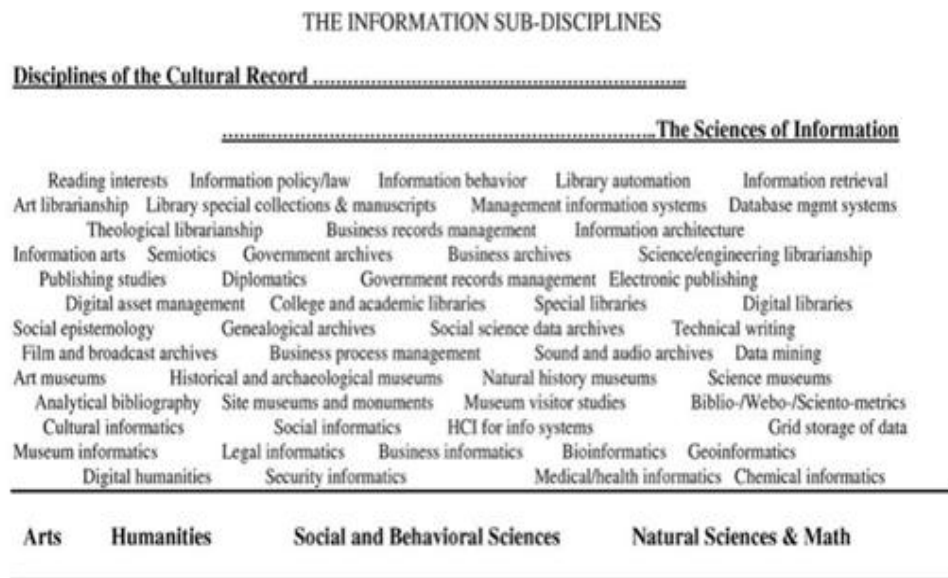 THE INFORMATION SUB-DISCIPLINES
Disciplines of the Cultural Record ..................................................................
..........................................................................The Sciences of Information
Reading interests Information policy/law Information behavior Library automation Information retrieval
Art librarianship Library special collections & manuscripts Management information systems Database mgmt systems
Theological librarianship Business records management Information architecture
Information arts Semiotics Government archives Business archives Science/engineering librarianship
Publishing studies Diplomatics Government records management Electronic publishing
Digital asset management College and academic libraries Special libraries Digital libraries
Social epistemology Genealogical archives Social science data archives Technical writing
Film and broadcast archives Business process management Sound and audio archives Data mining
Art museums Historical and archaeological museums Natural history museums Science museums
Analytical bibliography Site museums and monuments Museum visitor studies Biblio-/Webo-/Sciento-metrics
Cultural informatics Social informatics HCI for info systems Grid storage of data
Museum informatics Legal informatics Business informatics Bioinformatics Geoinformatics
Digital humanities Security informatics Medical/health informatics Chemical informatics
Arts Humanities Social and Behavioral Sciences Natural Sciences & Math